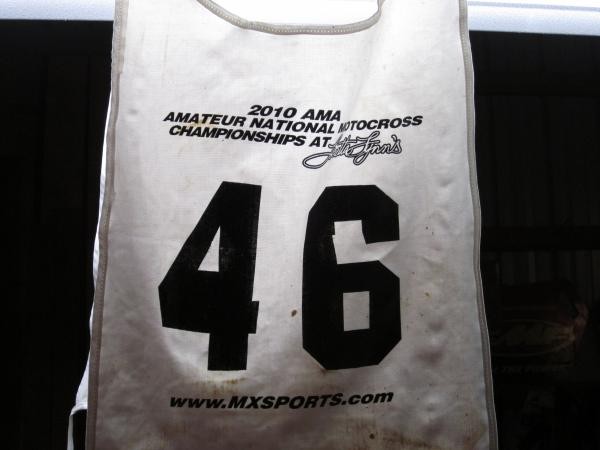 2010 AMA
AMATEUR NATIONAL MOTOCROSS
CHAMPIONSHIPS AT Loretta Lynn's
46
www.MXSPORTS.com